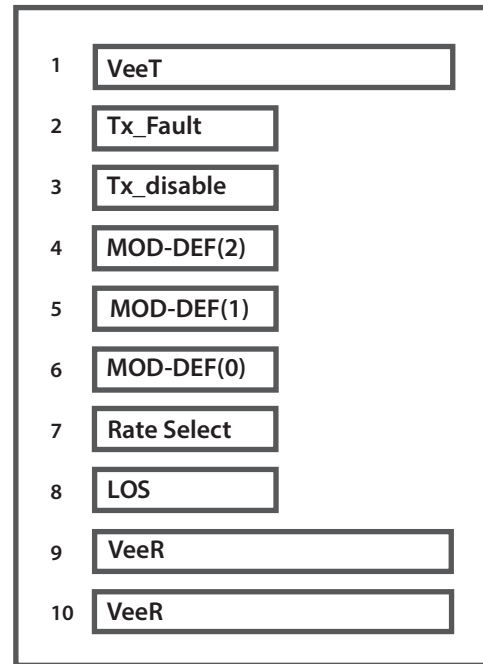 1 VeeT
2 Tx_Fault
3 Tx_disable
4 MOD-DEF(2)
5 MOD-DEF(1)
6 MOD-DEF(0)
7 Rate Select
8 LOS
9 VeeR
10 VeeR